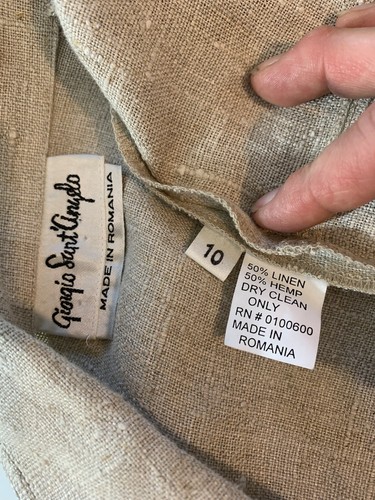 Giorgio Sant'Angelo
MADE IN ROMANIA
10
50% LINEN
50% HEMP
DRY CLEAN
ONLY
RN # 0100600
MADE IN
ROMANIA